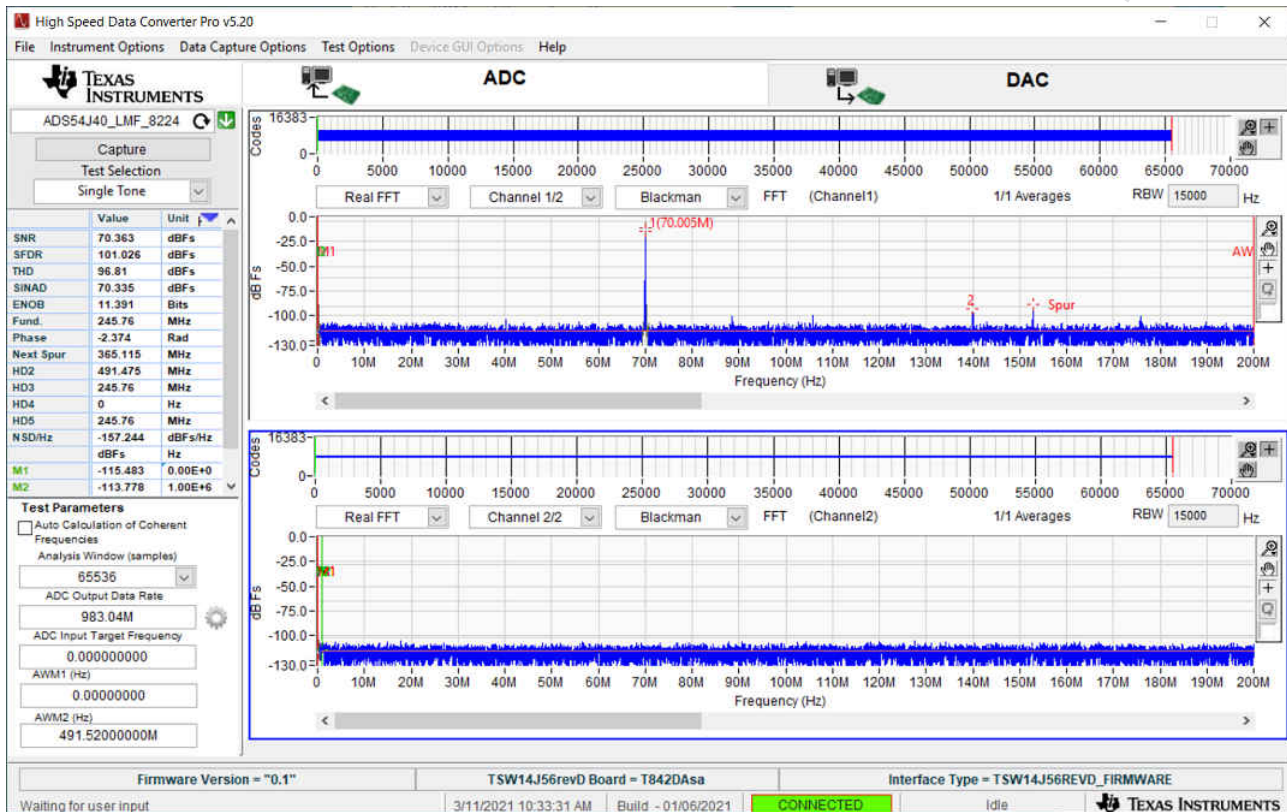 High Speed Data Converter Pro v5.20
File Instrument Options Data Capture Options Test Options Device GUI Options Help
TEXAS INSTRUMENTS
ADC
DAC
ADS54J40_LMF_8224
Capture
Test Selection
Single Tone
Value Unit
SNR 70.363 dBFs
SFDR 101.026 dBFs
THD 96.81 dBFs
SINAD 70.335 dBFs
ENOB 11.391 Bits
Fund. 245.76 MHz
Phase -2.374 Rad
Next Spur 365.115 MHz
HD2 491.475 MHz
HD3 245.76 MHz
HD4 0 Hz
HD5 245.76 MHz
NSD/Hz -157.244 dBFs/Hz
dBFs Hz
M1 -115.483 0.00E+0
M2 -113.778 1.00E+6
Test Parameters
Auto Calculation of Coherent
Frequencies
Analysis Window (samples)
65536
ADC Output Data Rate
983.04M
ADC Input Target Frequency
0.000000000
AWM1 (Hz)
0.00000000
AWM2 (Hz)
491.52000000M
Codes
16383
0
0 5000 10000 15000 20000 25000 30000 35000 40000 45000 50000 55000 60000 65000 70000
Real FFT Channel 1/2 Blackman FFT (Channel1) 1/1 Averages RBW 15000 Hz
dBFs
0.0
-25.0
-50.0
-75.0
-100.0
-130.0
1(70.005M)
AW
2
Spur
0 10M 20M 30M 40M 50M 60M 70M 80M 90M 100M 110M 120M 130M 140M 150M 160M 170M 180M 190M 200M
Frequency (Hz)
Codes
16383
0
0 5000 10000 15000 20000 25000 30000 35000 40000 45000 50000 55000 60000 65000 70000
Real FFT Channel 2/2 Blackman FFT (Channel2) 1/1 Averages RBW 15000 Hz
dBFs
0.0
-25.0
-50.0
-75.0
-100.0
-130.0
0 10M 20M 30M 40M 50M 60M 70M 80M 90M 100M 110M 120M 130M 140M 150M 160M 170M 180M 190M 200M
Frequency (Hz)
Firmware Version = "0.1" TSW14J56revD Board = T842DAsa Interface Type = TSW14J56REVD_FIRMWARE
Waiting for user input 3/11/2021 10:33:31 AM Build - 01/06/2021 CONNECTED Idle TEXAS INSTRUMENTS